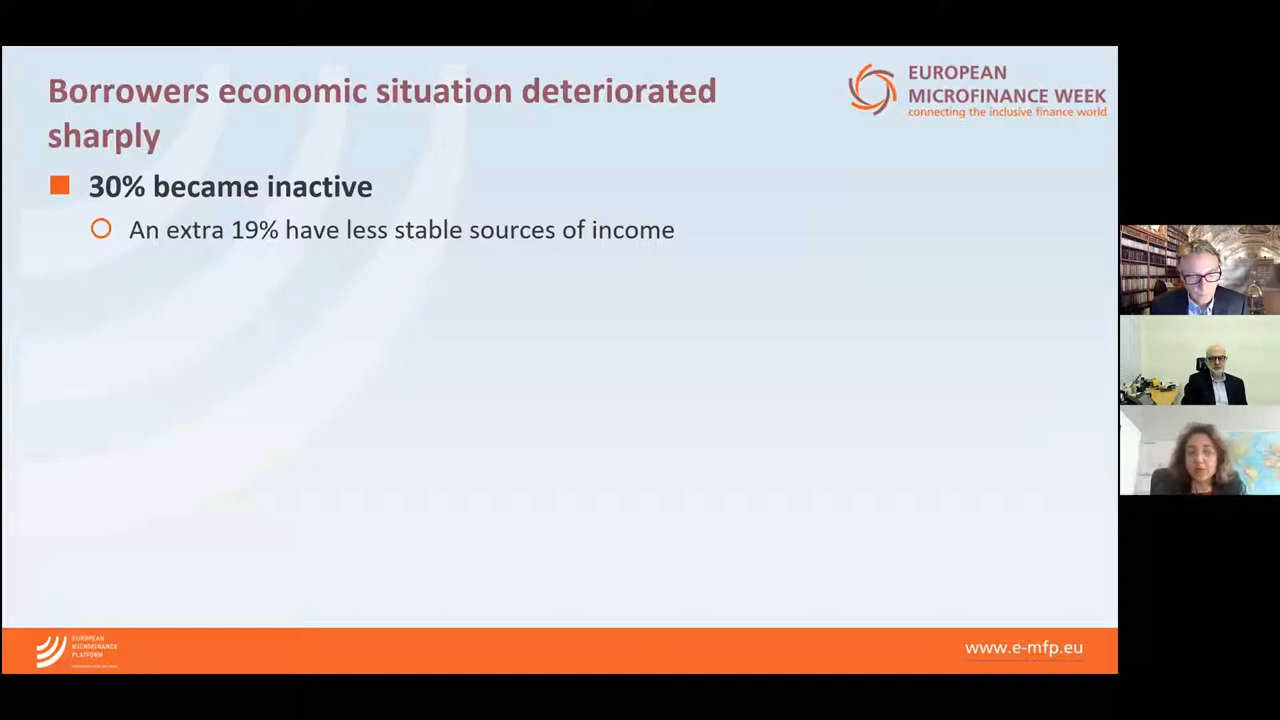 Borrowers economic situation deteriorated
sharply
EUROPEAN
MICROFINANCE WEEK
connecting the inclusive finance world
30% became inactive
An extra 19% have less stable sources of income
EUROPEAN
MICROFINANCE
PLATFORM
www.e-mfp.eu